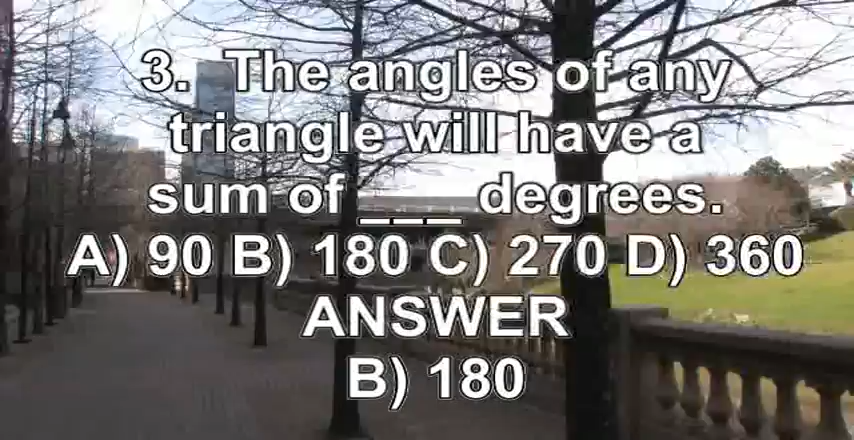 3. The angles of any
triangle will have a
sum of ___ degrees.
A) 90 B) 180 C) 270 D) 360
ANSWER
B) 180